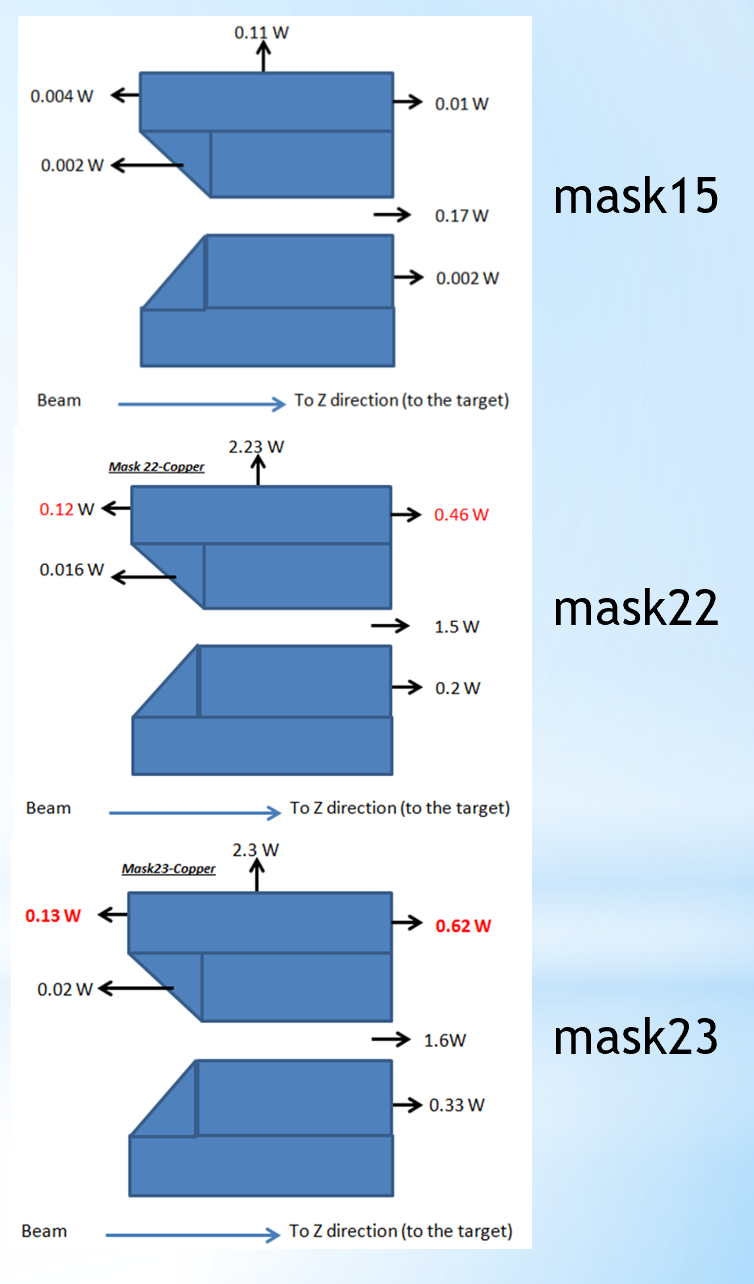 0.11 W
0.004 W
0.01 W
0.002 W
mask15
0.17 W
0.002 W
Beam To Z direction (to the target)
2.23 W
Mask 22-Copper
0.12 W
0.46 W
0.016 W
mask22
1.5 W
0.2 W
Beam To Z direction (to the target)
2.3 W
Mask23-Copper
0.13 W
0.62 W
0.02 W
mask23
1.6W
0.33 W
Beam To Z direction (to the target)